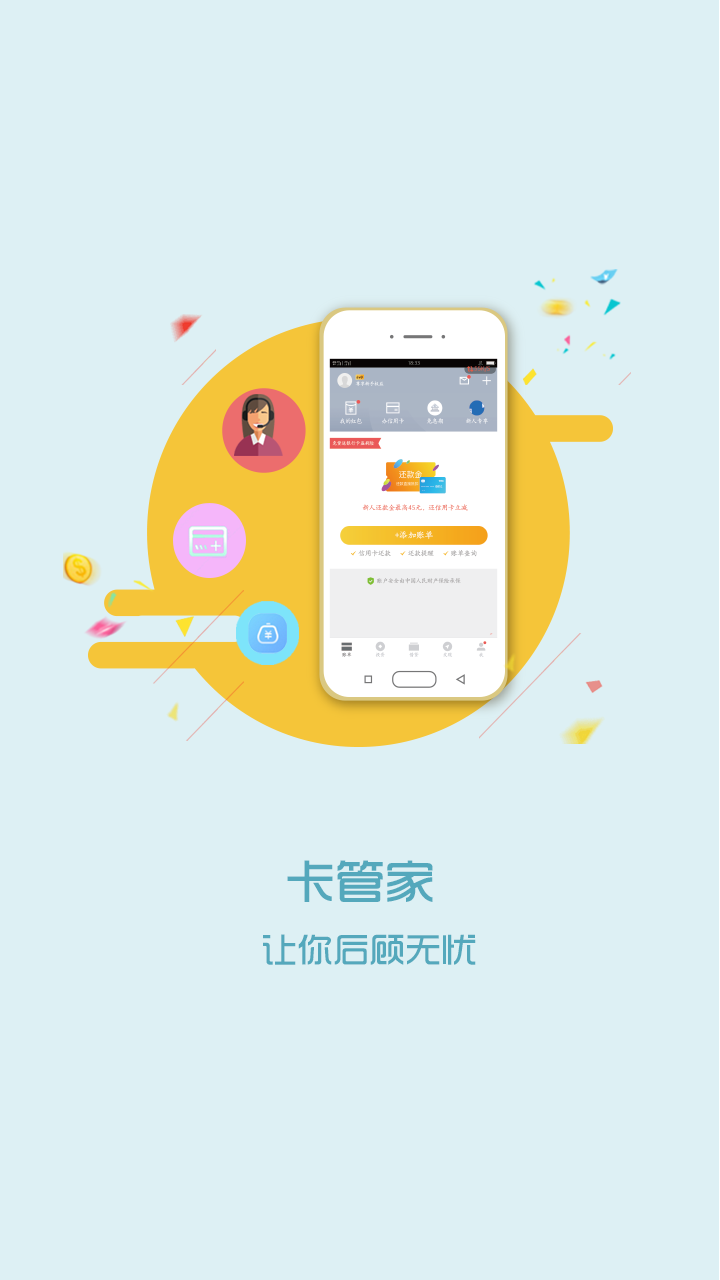 18:33
我的红包
办信用卡
免息期
新人专享
还款金
新人还款金最高45元，还信用卡立减
+添加账单
信用卡还款
还款提醒
账单查询
账户安全由中国人民财产保险承保
账单
我
卡管家
让你后顾无忧